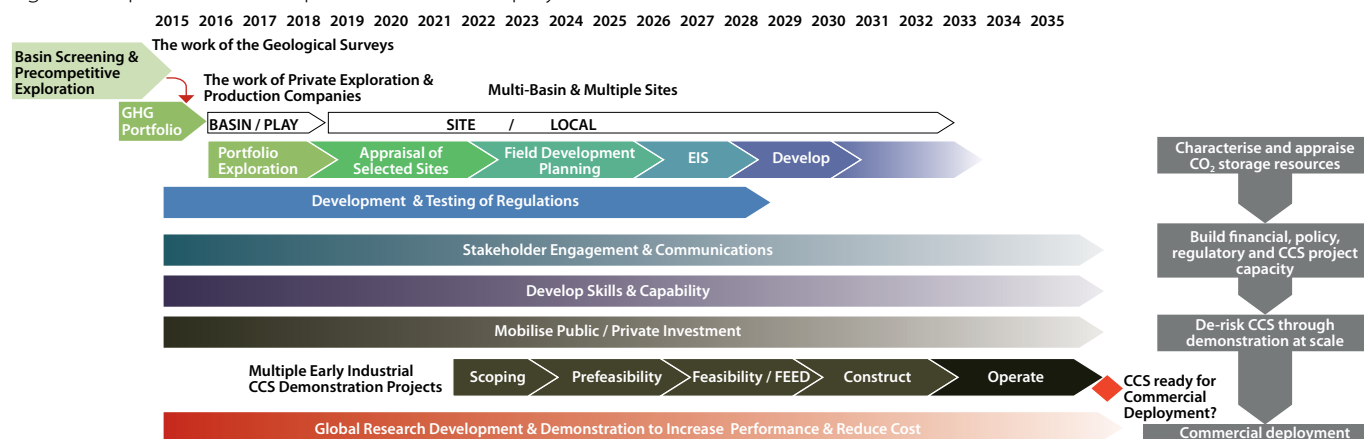 2015 2016 2017 2018 2019 2020 2021 2022 2023 2024 2025 2026 2027 2028 2029 2030 2031 2032 2033 2034 2035
The work of the Geological Surveys
Basin Screening &
Precompetitive
Exploration
The work of Private Exploration &
Production Companies
Multi-Basin & Multiple Sites
GHG
Portfolio
BASIN / PLAY
SITE / LOCAL
Portfolio
Exploration
Appraisal of
Selected Sites
Field Development
Planning
EIS
Develop
Development & Testing of Regulations
Stakeholder Engagement & Communications
Develop Skills & Capability
Mobilise Public / Private Investment
Multiple Early Industrial
CCS Demonstration Projects
Scoping
Prefeasibility
Feasibility / FEED
Construct
Operate
CCS ready for
Commercial
Deployment?
Global Research Development & Demonstration to Increase Performance & Reduce Cost
Characterise and appraise
CO₂ storage resources
Build financial, policy,
regulatory and CCS project
capacity
De-risk CCS through
demonstration at scale
Commercial deployment